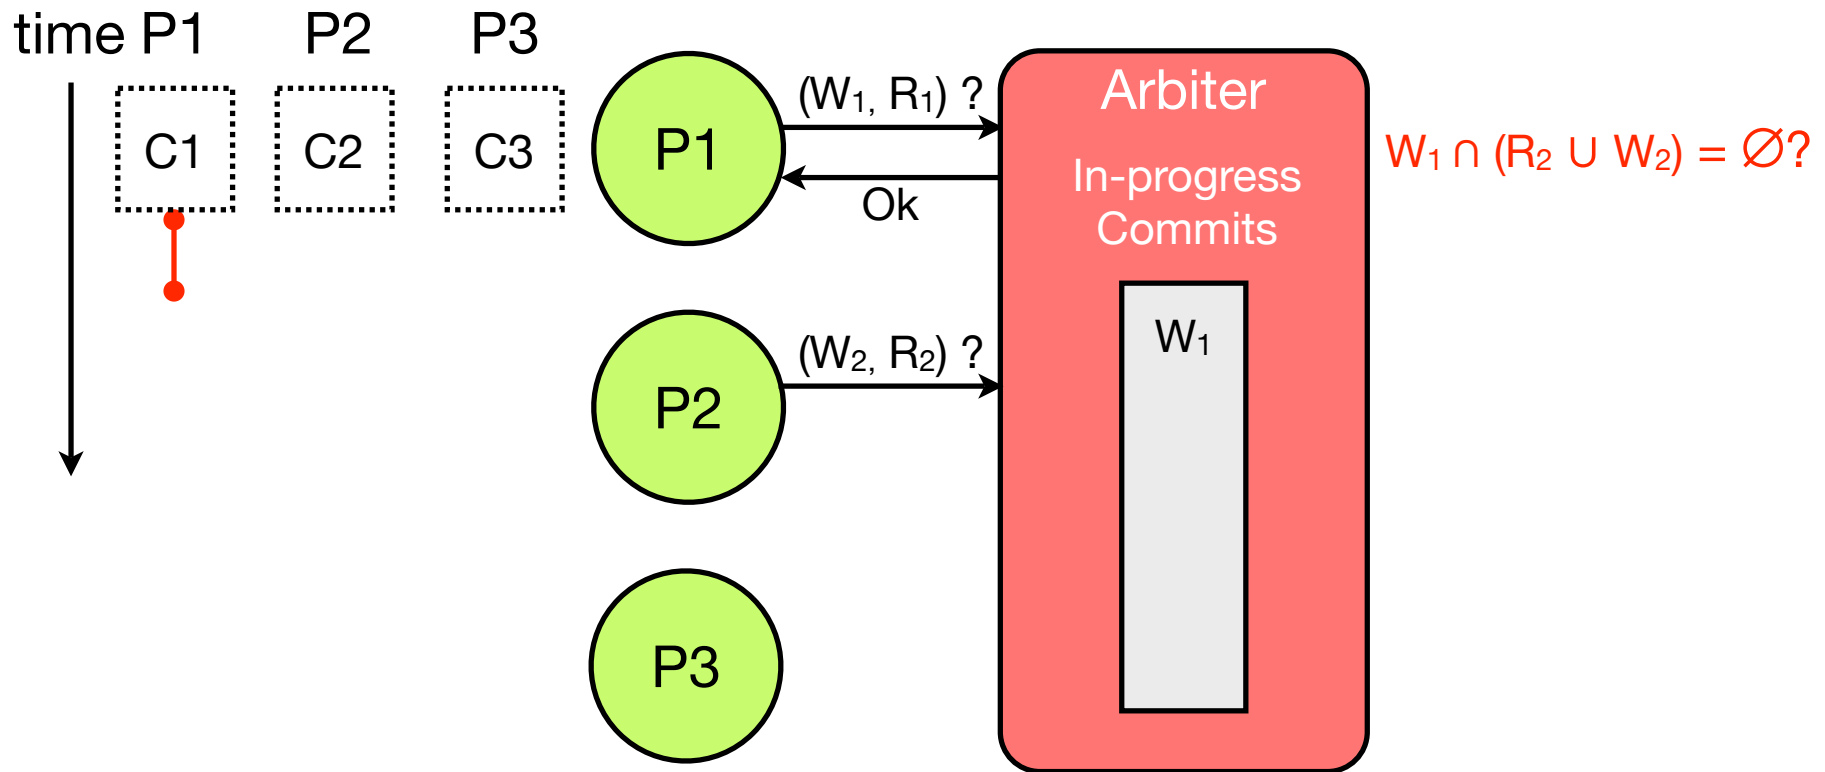 time P1 P2 P3
C1 C2 C3
P1
(W₁, R₁) ?
Ok
P2
(W₂, R₂) ?
P3
Arbiter
In-progress
Commits
W₁
W₁ ∩ (R₂ ∪ W₂) = ∅?